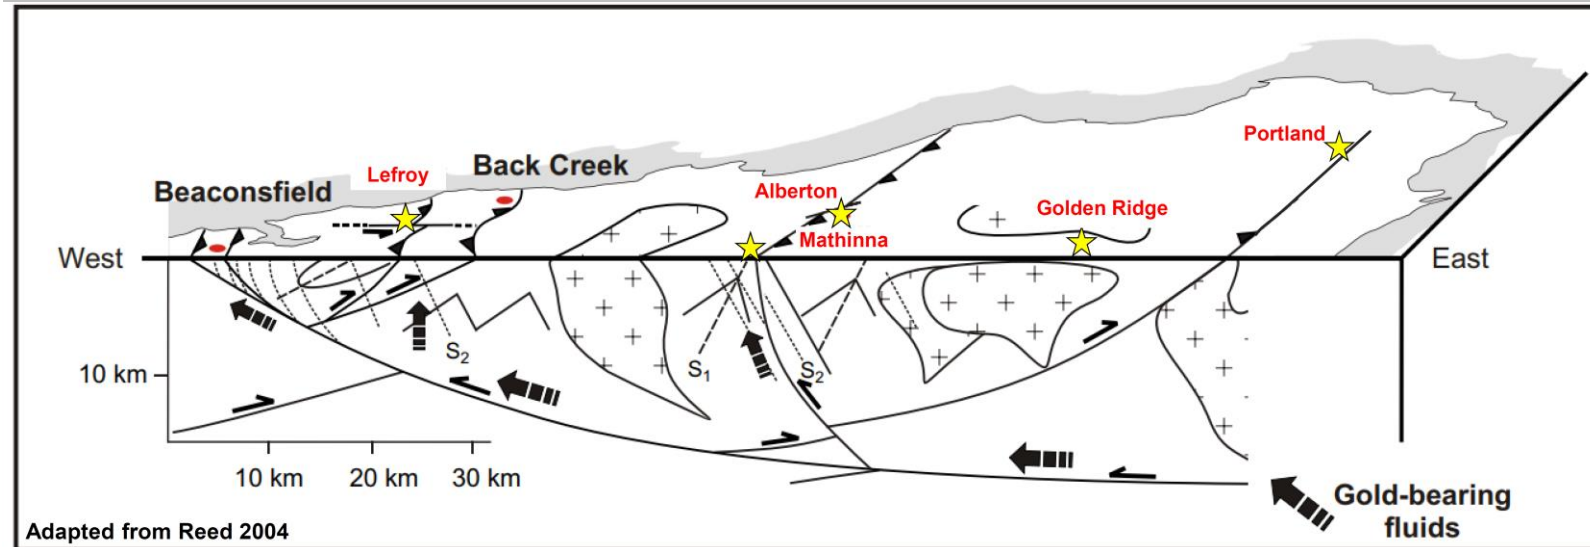 Portland
Back Creek
Lefroy
Beaconsfield
Alberton
Golden Ridge
Mathinna
West
East
S2
S1
S2
10 km
10 km
20 km
30 km
Gold-bearing
fluids
Adapted from Reed 2004